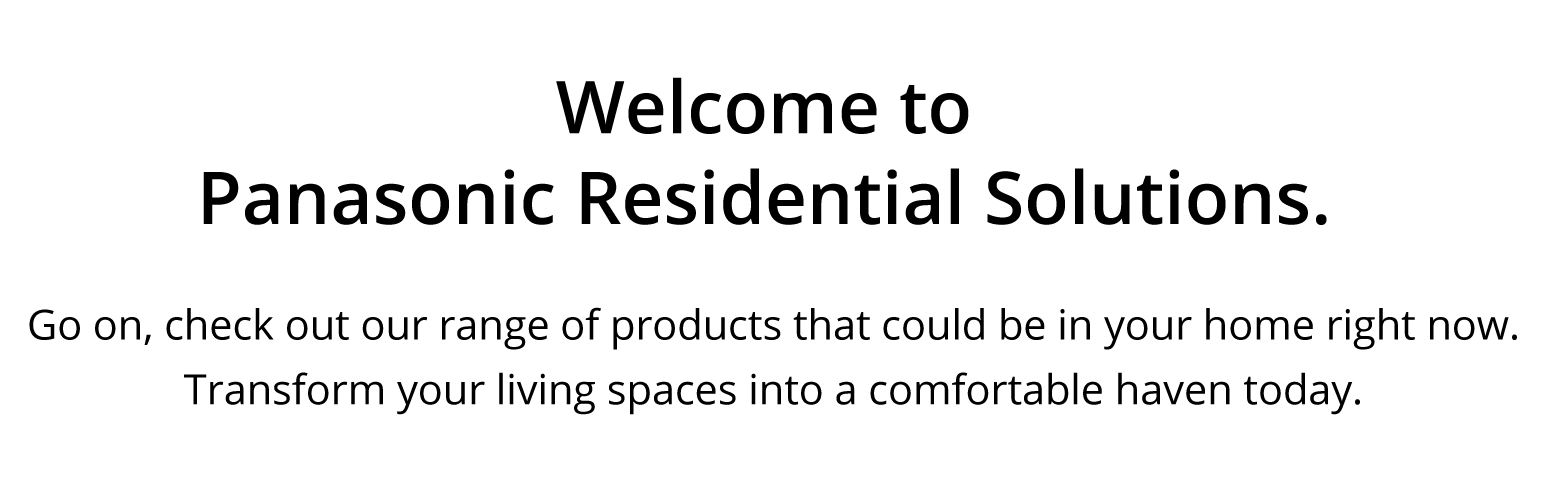 Welcome to
Panasonic Residential Solutions.
Go on, check out our range of products that could be in your home right now.
Transform your living spaces into a comfortable haven today.